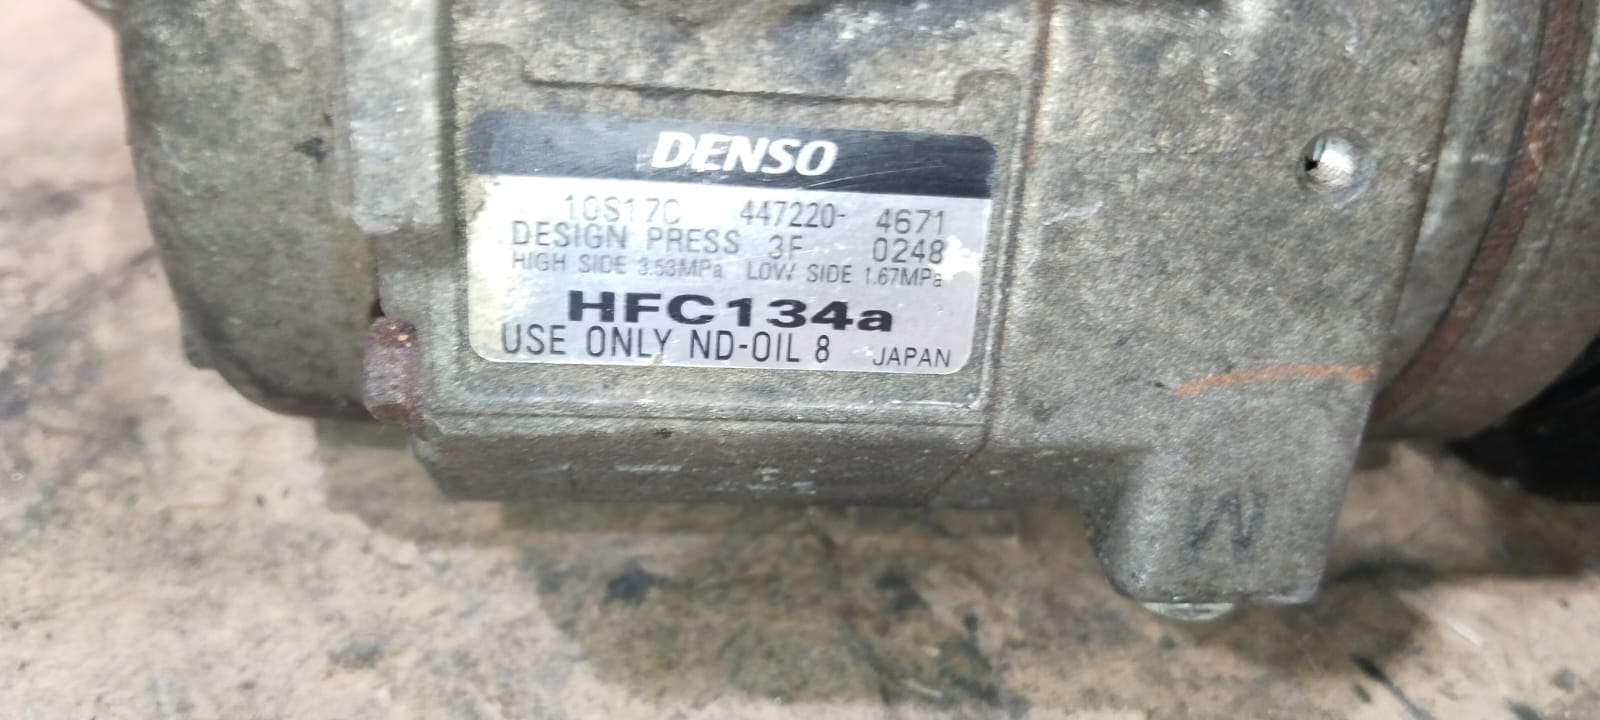 DENSO
10S17C 447220- 4671
DESIGN PRESS 3F 0248
HIGH SIDE 3.53MPa LOW SIDE 1.67MPa
HFC134a
USE ONLY ND-OIL 8 JAPAN